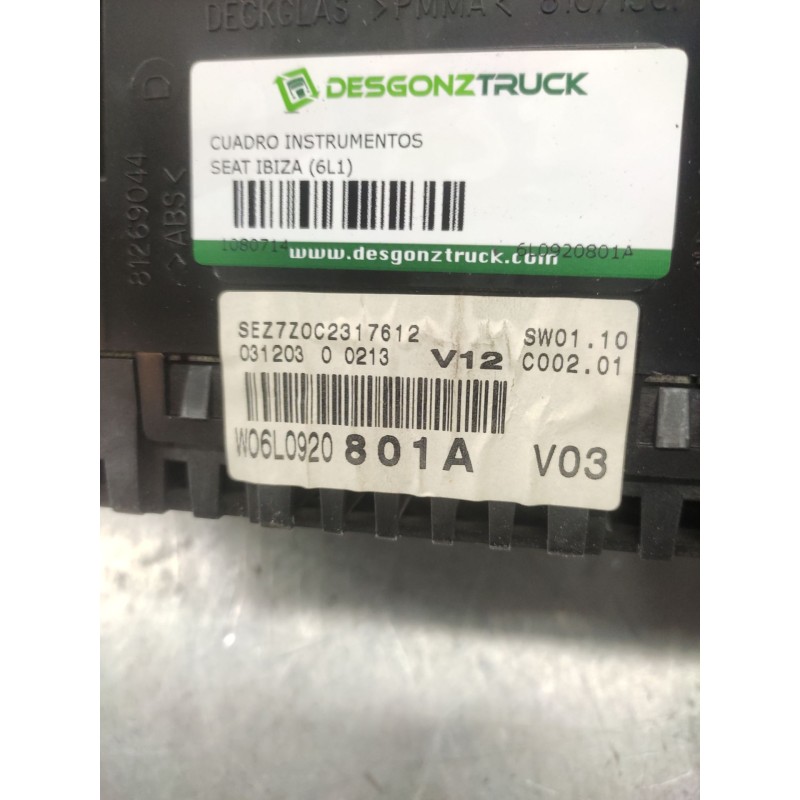 DECKGLAS >PMMA<
DESGONZTRUCK
CUADRO INSTRUMENTOS
SEAT IBIZA (6L1)
1080714 6L0920801A
www.desgonztruck.com
81269044 D
>ABS<
SEZ7Z0C2317612 SW01.10
031203 0 0213 V12 C002.01
W06L0920 801A V03